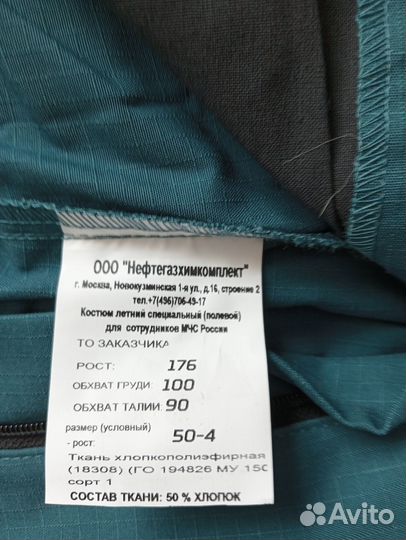 ООО "Нефтегазхимкомплект"
г. Москва, Новокузминская 1-я ул., д.16, строение 2
тел.+7(496)706-49-17
Костюм летний специальный (полевой)
для сотрудников МЧС России
ТО ЗАКАЗЧИКА
РОСТ: 176
ОБХВАТ ГРУДИ: 100
ОБХВАТ ТАЛИИ: 90
размер (условный)
- рост: 50-4
Ткань хлопкополиэфирная
(18308) (ГО 194826 МУ 150
сорт 1
СОСТАВ ТКАНИ: 50 % ХЛОПОК
Avito